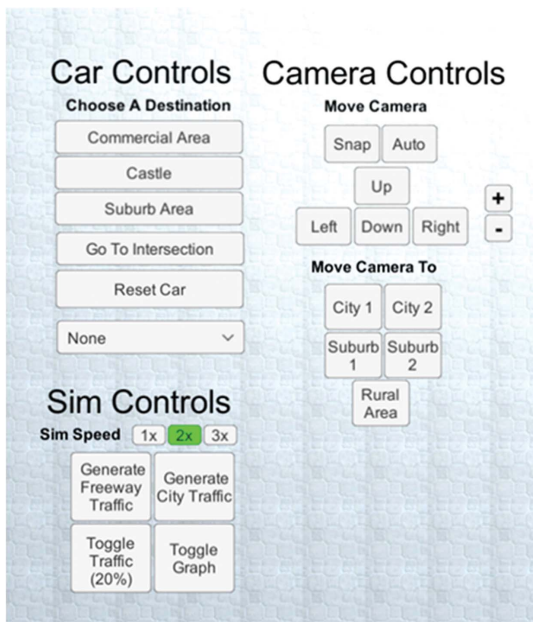 Car Controls
Choose A Destination
Commercial Area
Castle
Suburb Area
Go To Intersection
Reset Car
None
Sim Controls
Sim Speed 1x 2x 3x
Generate
Freeway
Traffic
Generate
City Traffic
Toggle
Traffic
(20%)
Toggle
Graph
Camera Controls
Move Camera
Snap Auto
Up
Left Down Right
+
-
Move Camera To
City 1 City 2
Suburb
1
Suburb
2
Rural
Area